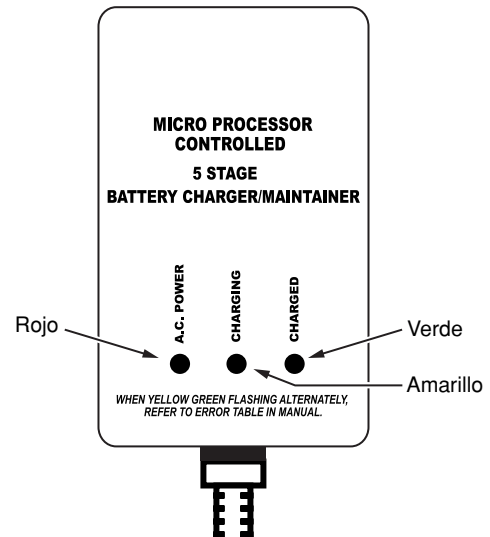 MICRO PROCESSOR
CONTROLLED
5 STAGE
BATTERY CHARGER/MAINTAINER
A.C. POWER
CHARGING
CHARGED
Rojo
Verde
Amarillo
WHEN YELLOW GREEN FLASHING ALTERNATELY,
REFER TO ERROR TABLE IN MANUAL.